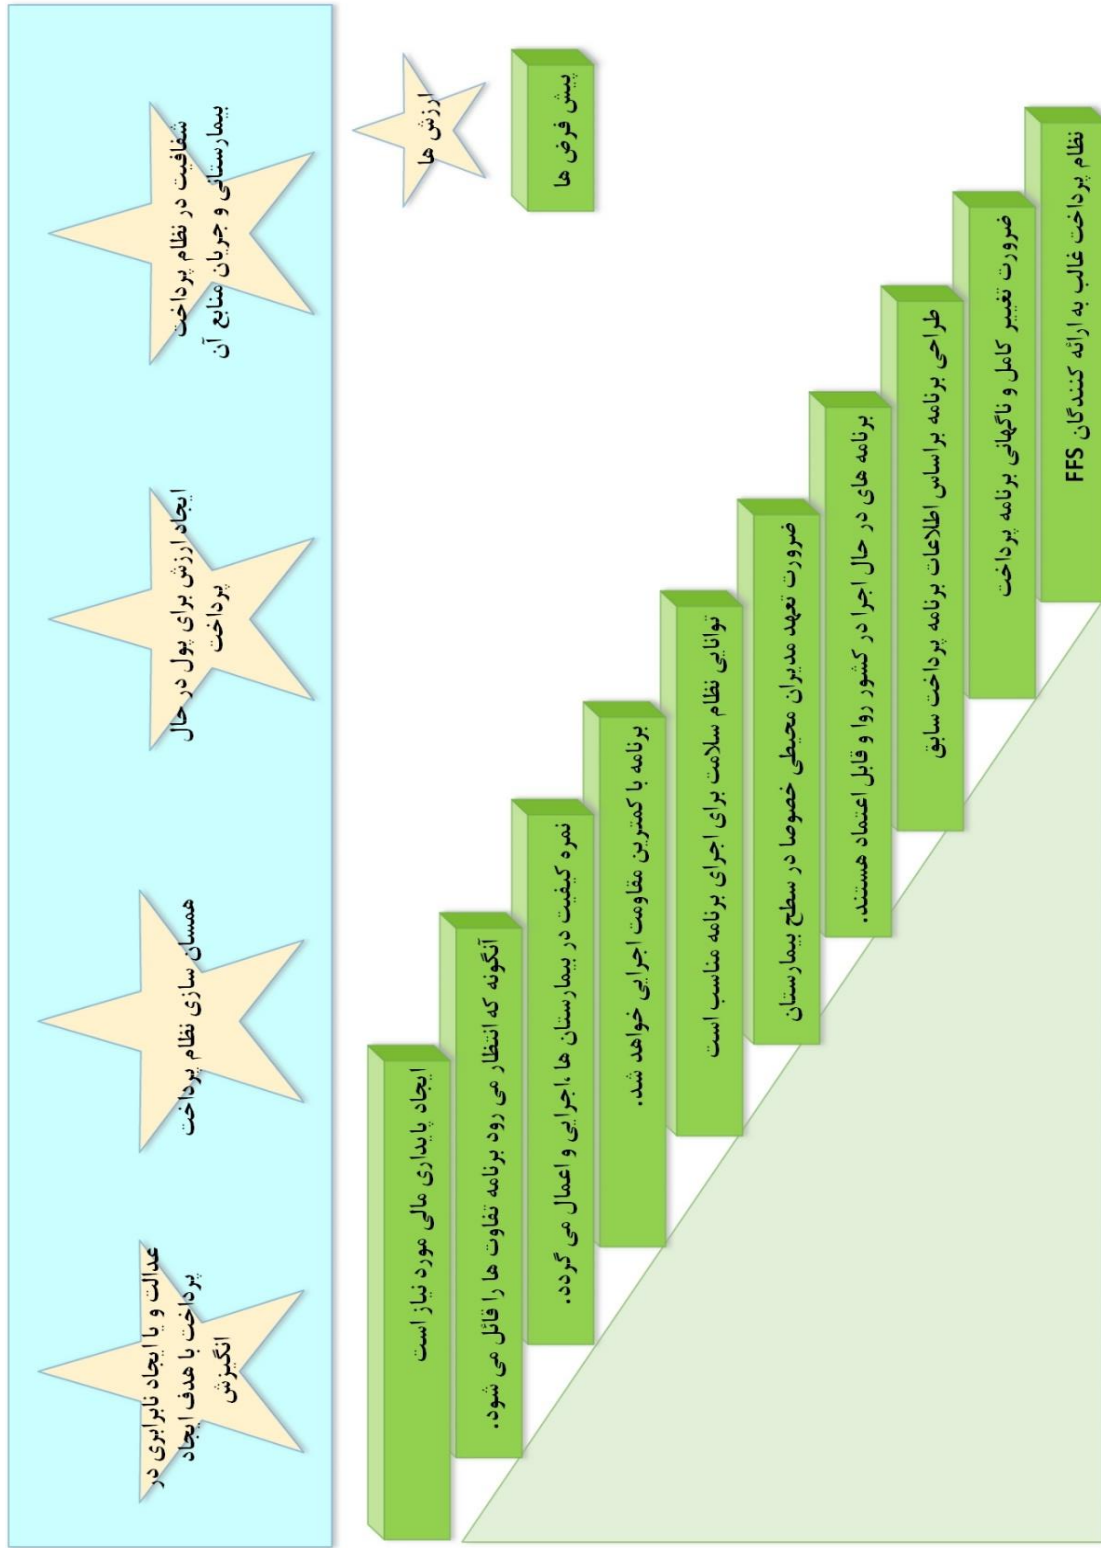 شفافیت در نظام پرداخت
بیمارستانی و جریان منابع آن
ایجاد ارزش برای پول در حال
پرداخت
همسان سازی نظام پرداخت
عدالت و یا ایجاد نابرابری در
پرداخت با هدف ایجاد
انگیزش
ارزش ها
پیش فرض ها
ایجاد پایداری مالی مورد نیاز است
آنگونه که انتظار می رود برنامه تفاوت ها را قائل می شود.
نمره کیفیت در بیمارستان ها ،اجرایی و اعمال می گردد.
برنامه با کمترین مقاومت اجرایی خواهد شد.
توانایی نظام سلامت برای اجرای برنامه مناسب است
ضرورت تعهد مدیران محیطی خصوصا در سطح بیمارستان
برنامه های در حال اجرا در کشور روا و قابل اعتماد هستند.
طراحی برنامه براساس اطلاعات برنامه پرداخت سابق
ضرورت تغییر کامل و ناگهانی برنامه پرداخت
نظام پرداخت غالب به ارائه کنندگان FFS